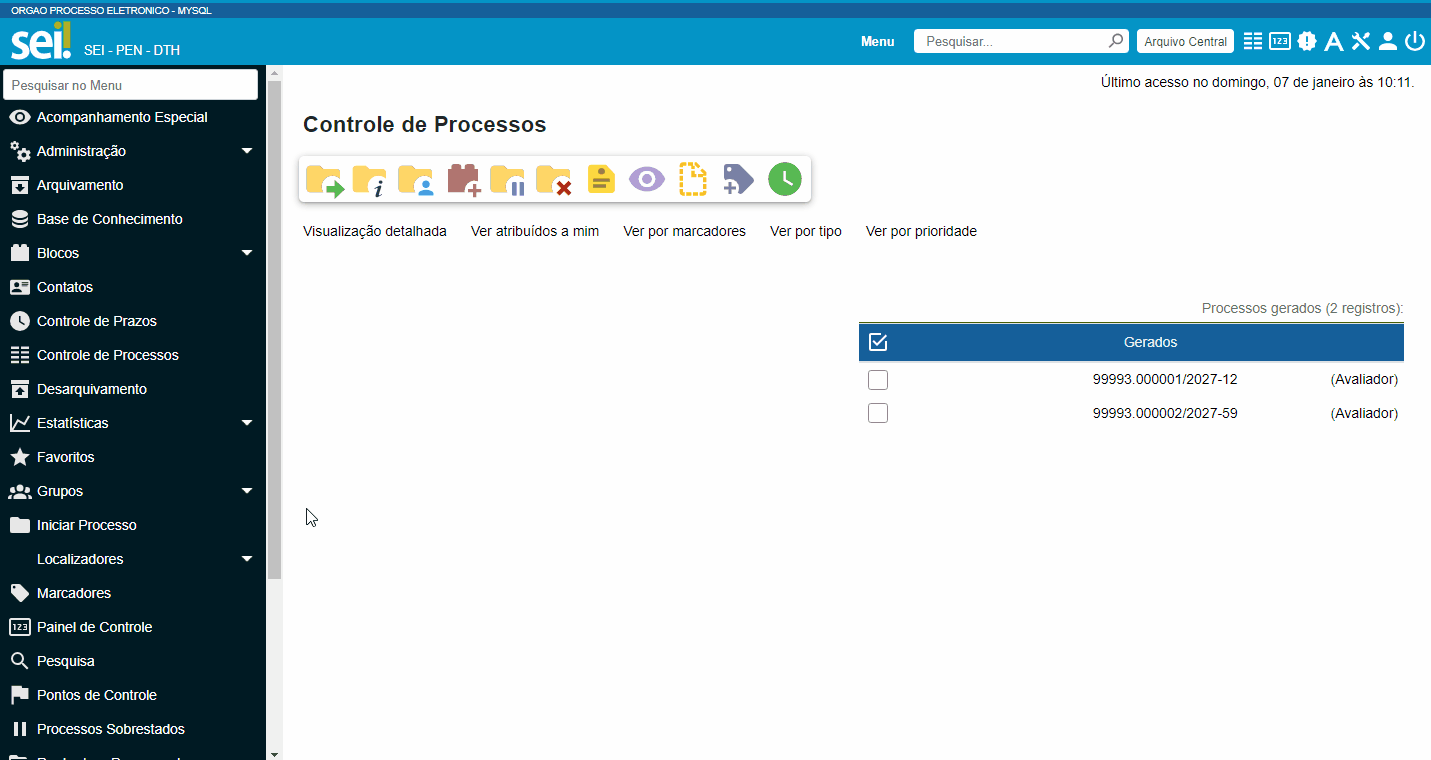 ORGAO PROCESSO ELETRONICO - MYSQL
sei! SEI - PEN - DTH
Menu
Pesquisar...
Arquivo Central
123
Pesquisar no Menu
Acompanhamento Especial
Administração
Arquivamento
Base de Conhecimento
Blocos
Contatos
Controle de Prazos
Controle de Processos
Desarquivamento
Estatísticas
Favoritos
Grupos
Iniciar Processo
Localizadores
Marcadores
123 Painel de Controle
Pesquisa
Pontos de Controle
Processos Sobrestados
Último acesso no domingo, 07 de janeiro às 10:11.
Controle de Processos
Visualização detalhada Ver atribuídos a mim Ver por marcadores Ver por tipo Ver por prioridade
Processos gerados (2 registros):
Gerados
99993.000001/2027-12 (Avaliador)
99993.000002/2027-59 (Avaliador)